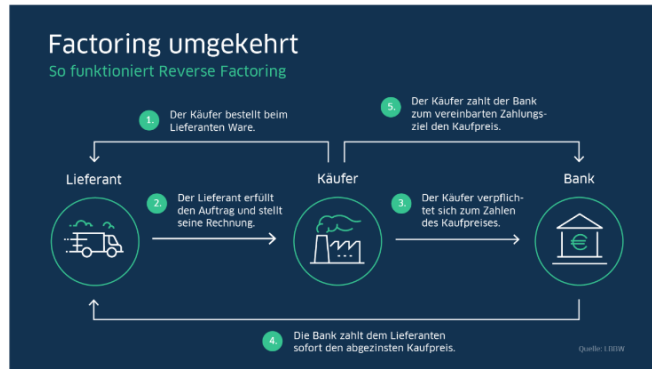 Factoring umgekehrt
So funktioniert Reverse Factoring
1.
Der Käufer bestellt beim
Lieferanten Ware.
5.
Der Käufer zahlt der Bank
zum vereinbarten Zahlungs-
ziel den Kaufpreis.
Lieferant
Käufer
Bank
2.
Der Lieferant erfüllt
den Auftrag und stellt
seine Rechnung.
3.
Der Käufer verpflich-
tet sich zum Zahlen
des Kaufpreises.
€
4.
Die Bank zahlt dem Lieferanten
sofort den abgezinsten Kaufpreis.
Quelle: LBBW